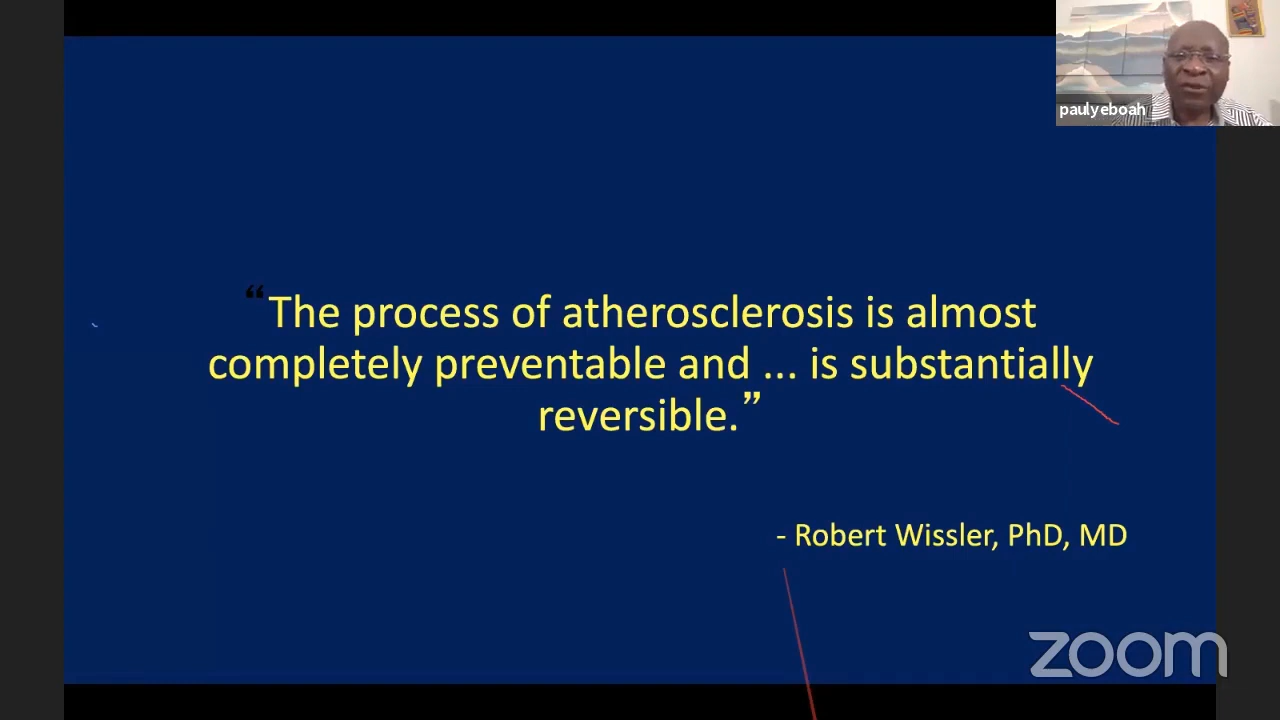 paulyeboah
“The process of atherosclerosis is almost
completely preventable and ... is substantially
reversible.”
- Robert Wissler, PhD, MD
zoom